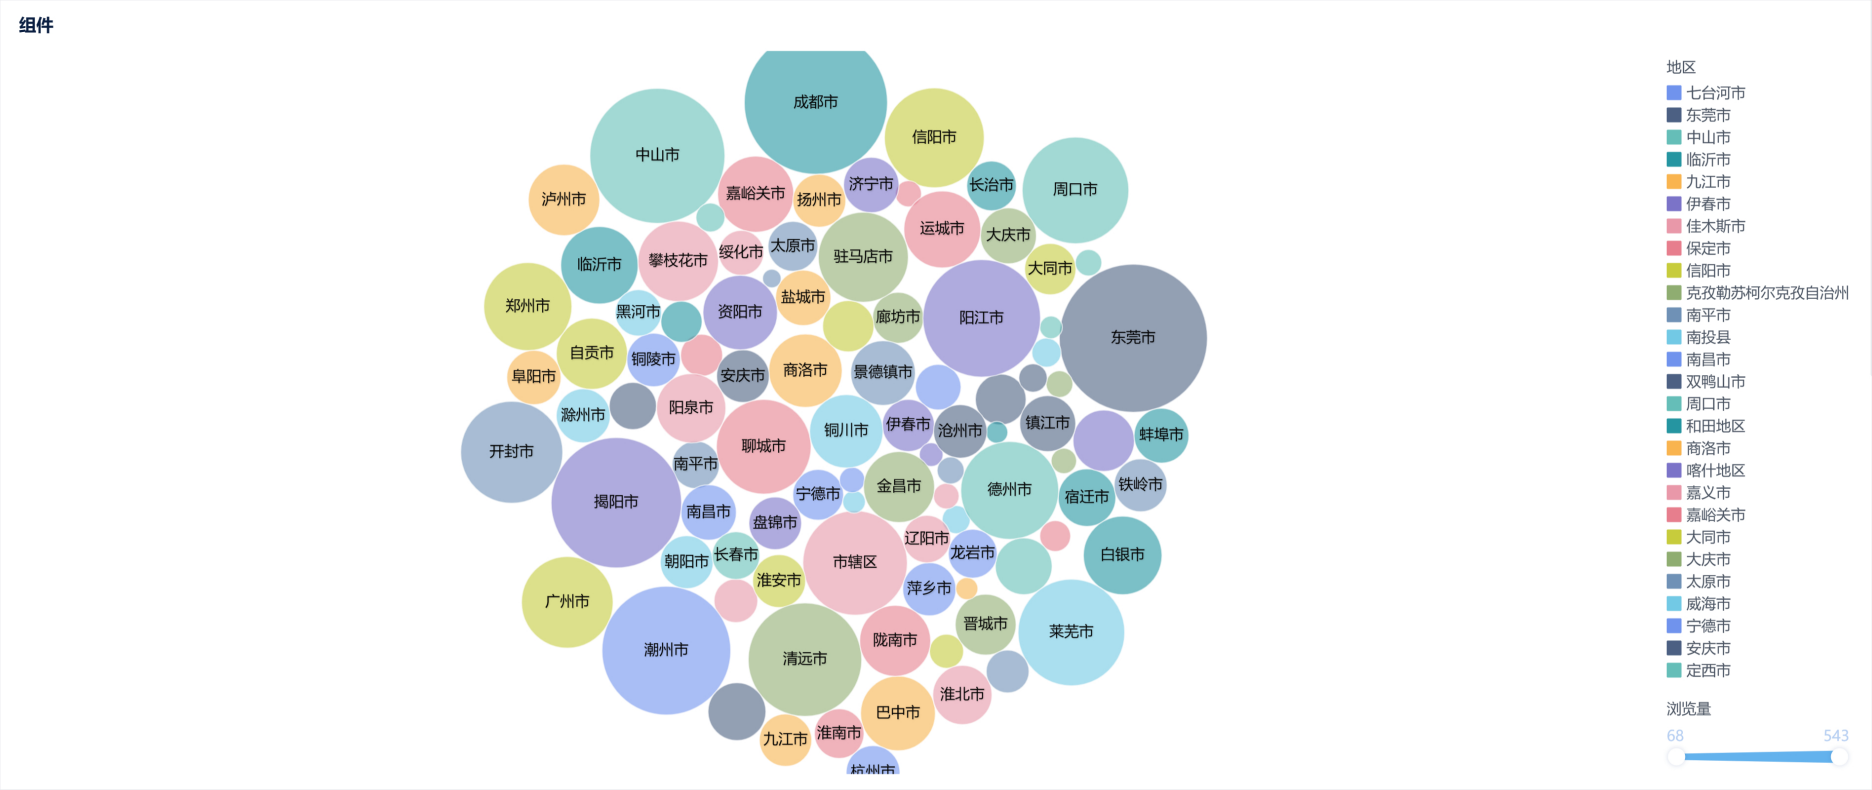 组件
成都市
信阳市
中山市
济宁市
长治市
周口市
嘉峪关市
扬州市
泸州市
运城市
大庆市
太原市
绥化市
驻马店市
攀枝花市
临沂市
大同市
盐城市
郑州市
黑河市
资阳市
廊坊市
阳江市
东莞市
自贡市
铜陵市
商洛市
景德镇市
安庆市
阜阳市
阳泉市
滁州市
镇江市
伊春市
铜川市
沧州市
蚌埠市
聊城市
开封市
南平市
铁岭市
金昌市
德州市
宁德市
宿迁市
揭阳市
南昌市
盘锦市
辽阳市
龙岩市
长春市
白银市
朝阳市
市辖区
淮安市
萍乡市
广州市
晋城市
莱芜市
陇南市
潮州市
清远市
淮北市
巴中市
淮南市
九江市
杭州市
地区
七台河市
东莞市
中山市
临沂市
九江市
伊春市
佳木斯市
保定市
信阳市
克孜勒苏柯尔克孜自治州
南平市
南投县
南昌市
双鸭山市
周口市
和田地区
商洛市
喀什地区
嘉义市
嘉峪关市
大同市
大庆市
太原市
威海市
宁德市
安庆市
定西市
浏览量
68 543